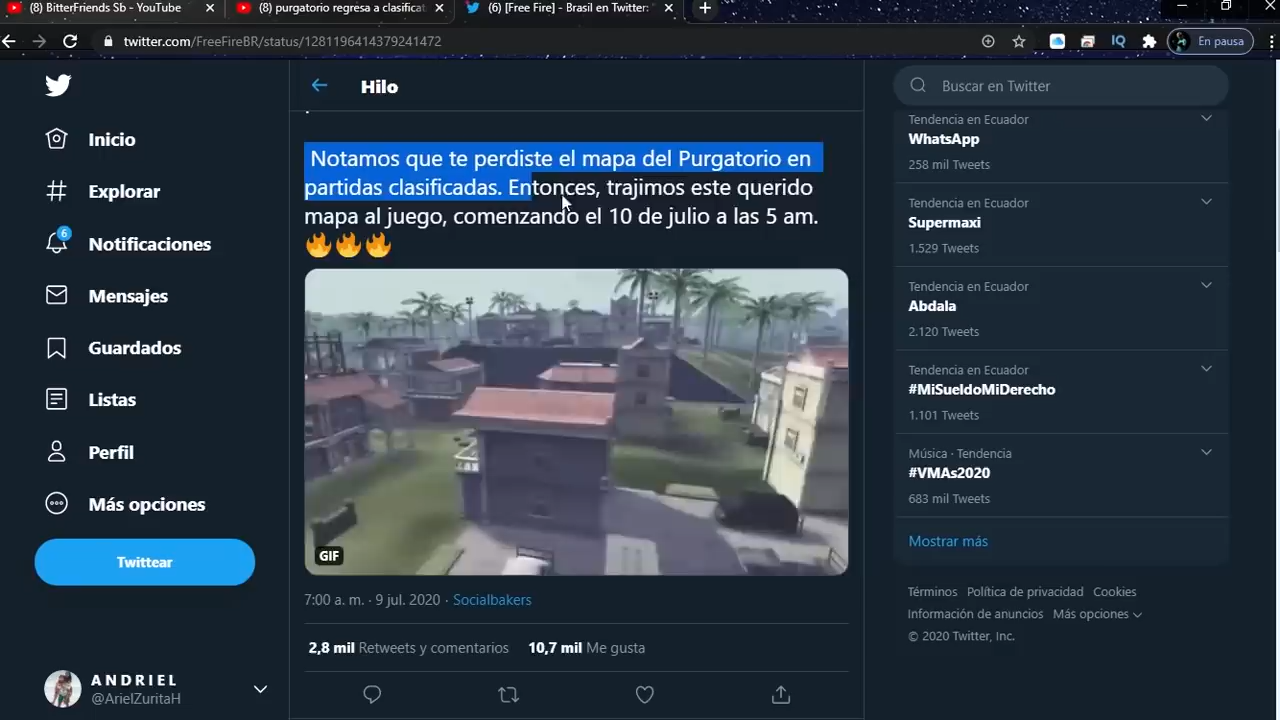 (8) BitterFriends Sb - YouTube
(8) purgatorio regresa a clasificat
(6) [Free Fire] - Brasil en Twitter:
twitter.com/FreeFireBR/status/1281196414379241472
IQ
En pausa
Hilo
Buscar en Twitter
Inicio
Explorar
6
Notificaciones
Mensajes
Guardados
Listas
Perfil
Más opciones
Twittear
ANDRIEL
@ArielZuritaH
Notamos que te perdiste el mapa del Purgatorio en
partidas clasificadas. Entonces, trajimos este querido
mapa al juego, comenzando el 10 de julio a las 5 am.
🔥🔥🔥
GIF
7:00 a. m. · 9 jul. 2020 · Socialbakers
2,8 mil Retweets y comentarios 10,7 mil Me gusta
Tendencia en Ecuador
WhatsApp
258 mil Tweets
Tendencia en Ecuador
Supermaxi
1.529 Tweets
Tendencia en Ecuador
Abdala
2.120 Tweets
Tendencia en Ecuador
#MiSueldoMiDerecho
1.101 Tweets
Música · Tendencia
#VMAs2020
683 mil Tweets
Mostrar más
Términos Política de privacidad Cookies
Información de anuncios Más opciones
© 2020 Twitter, Inc.